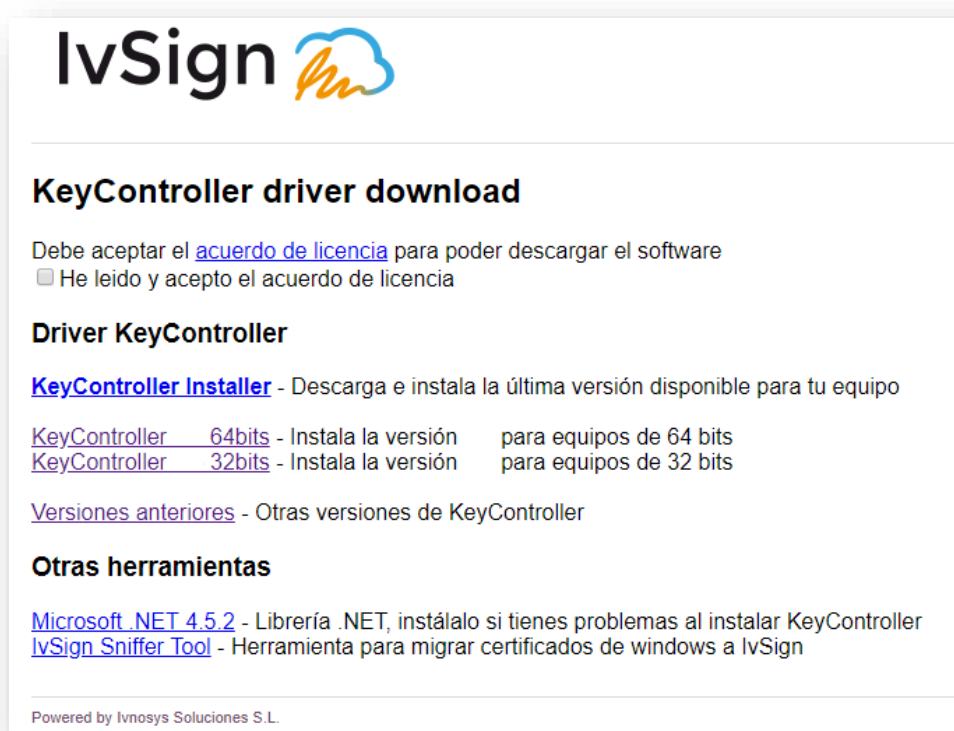 IvSign
KeyController driver download
Debe aceptar el acuerdo de licencia para poder descargar el software
He leido y acepto el acuerdo de licencia
Driver KeyController
KeyController Installer - Descarga e instala la última versión disponible para tu equipo
KeyController 64bits - Instala la versión para equipos de 64 bits
KeyController 32bits - Instala la versión para equipos de 32 bits
Versiones anteriores - Otras versiones de KeyController
Otras herramientas
Microsoft .NET 4.5.2 - Librería .NET, instálalo si tienes problemas al instalar KeyController
IvSign Sniffer Tool - Herramienta para migrar certificados de windows a IvSign
Powered by Ivnosys Soluciones S.L.